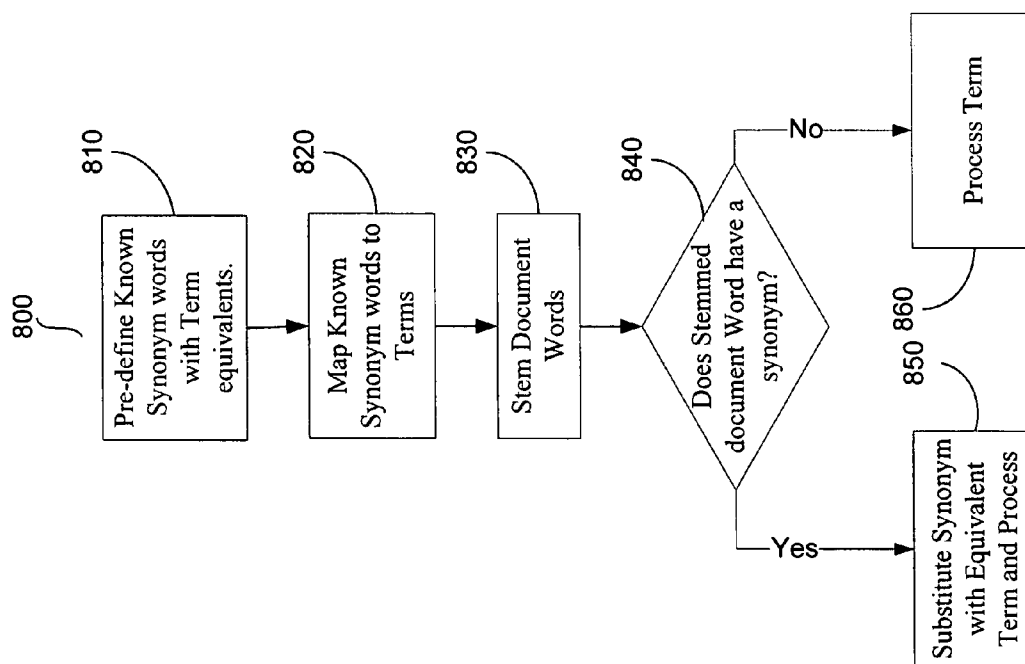 800
810
Pre-define Known
Synonym words
with Term
equivalents.
820
Map Known
Synonym words to
Terms
830
Stem Document
Words
840
Does Stemmed
document Word have a
synonym?
Yes
No
850
Substitute Synonym
with Equivalent
Term and Process
860
Process Term